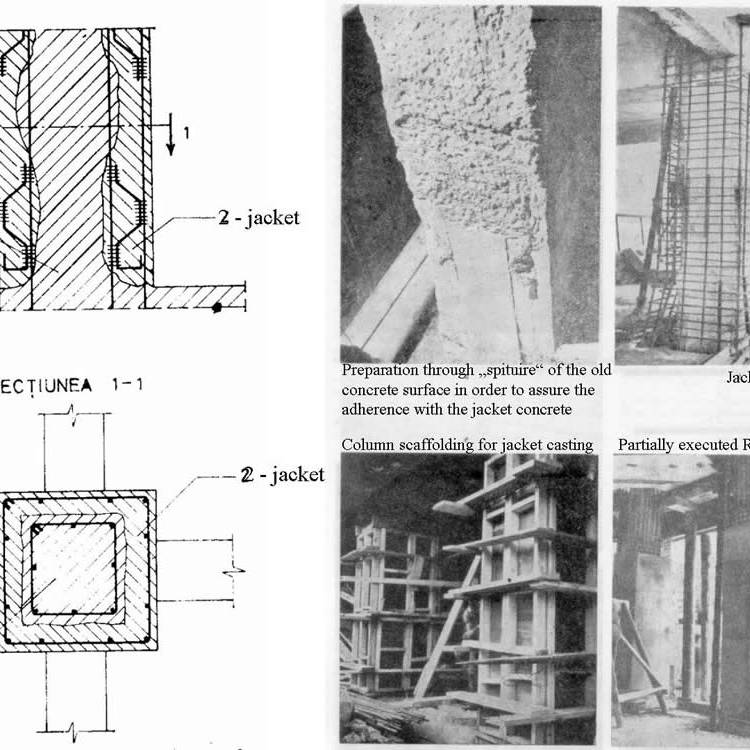 1
2 - jacket
ECȚIUNEA 1-1
2 - jacket
Preparation through „spituire“ of the old
concrete surface in order to assure the
adherence with the jacket concrete
Jac
Column scaffolding for jacket casting
Partially executed R